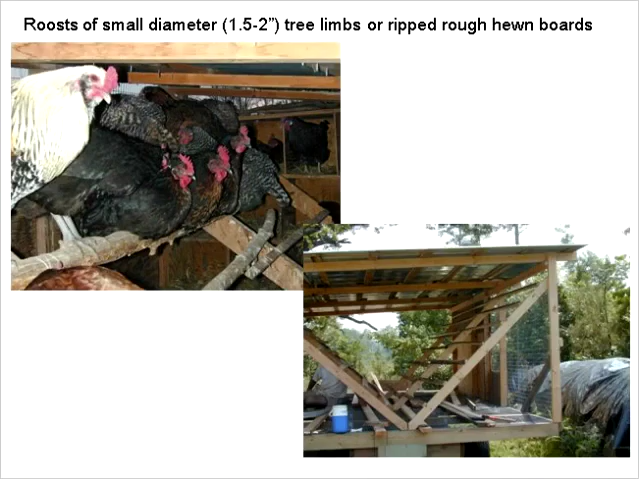 Roosts of small diameter (1.5-2”) tree limbs or ripped rough hewn boards